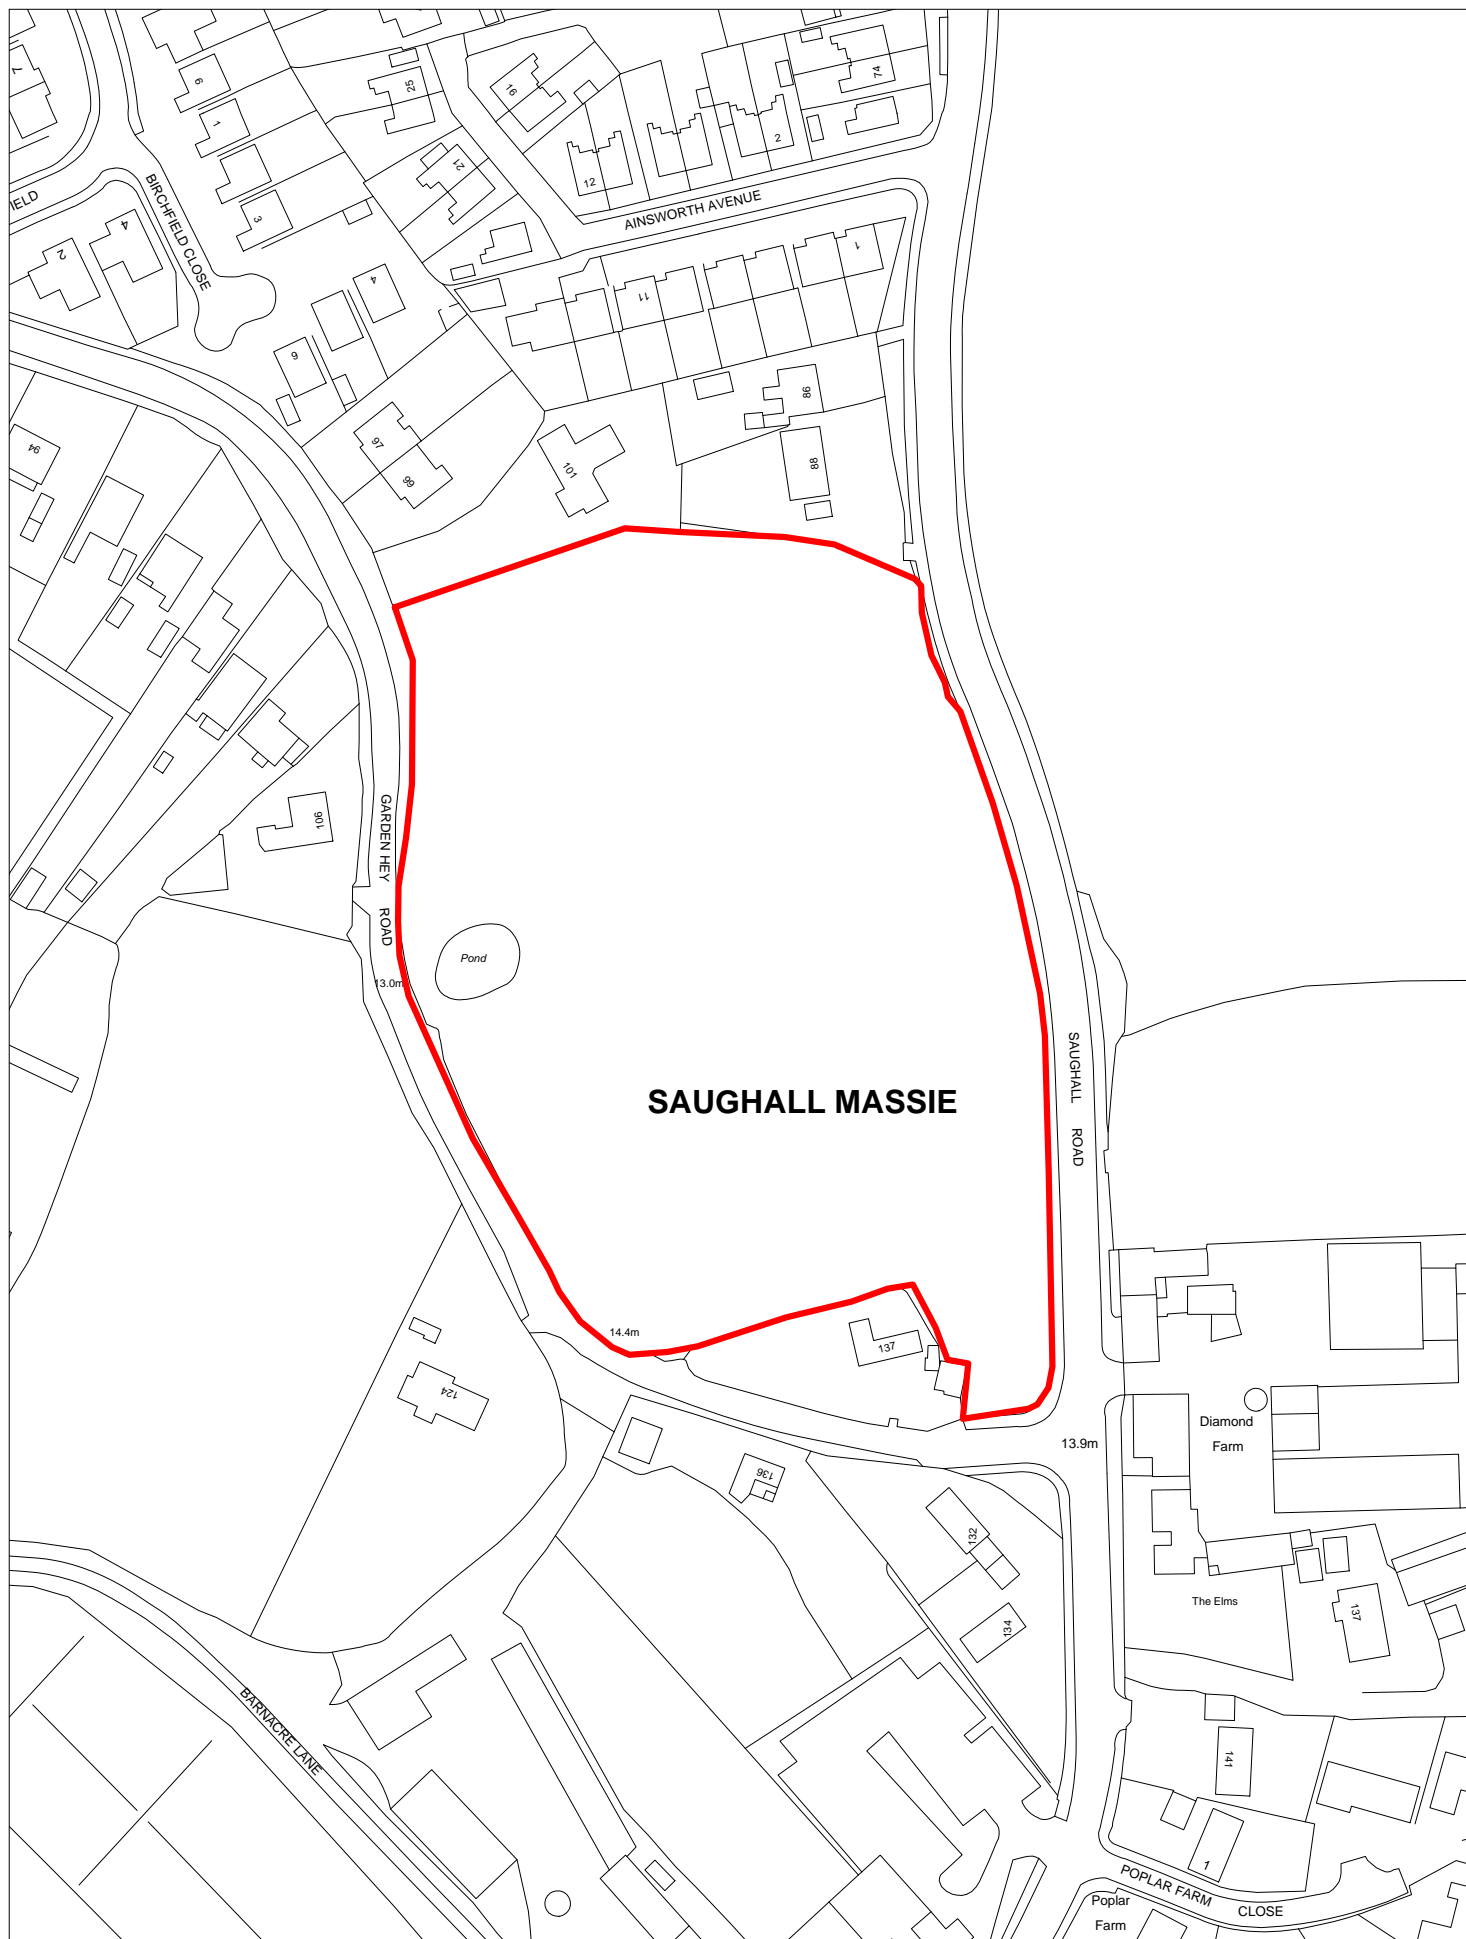 7
9
1
3
25
16
21
12
2
74
IELD
2
4
BIRCHFIELD CLOSE
AINSWORTH AVENUE
4
6
11
1
86
88
97
99
101
94
106
GARDEN HEY ROAD
Pond
13.0m
SAUGHALL ROAD
SAUGHALL MASSIE
14.4m
137
124
136
13.9m
Diamond
Farm
132
134
The Elms
137
BARNACRE LANE
141
1
POPLAR FARM
CLOSE
Poplar
Farm